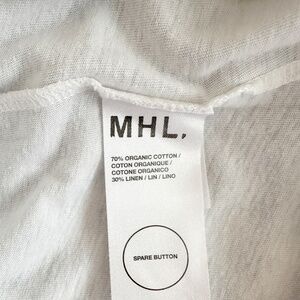 MHL.
70% ORGANIC COTTON /
COTON ORGANIQUE /
COTONE ORGANICO
30% LINEN / LIN / LINO
SPARE BUTTON